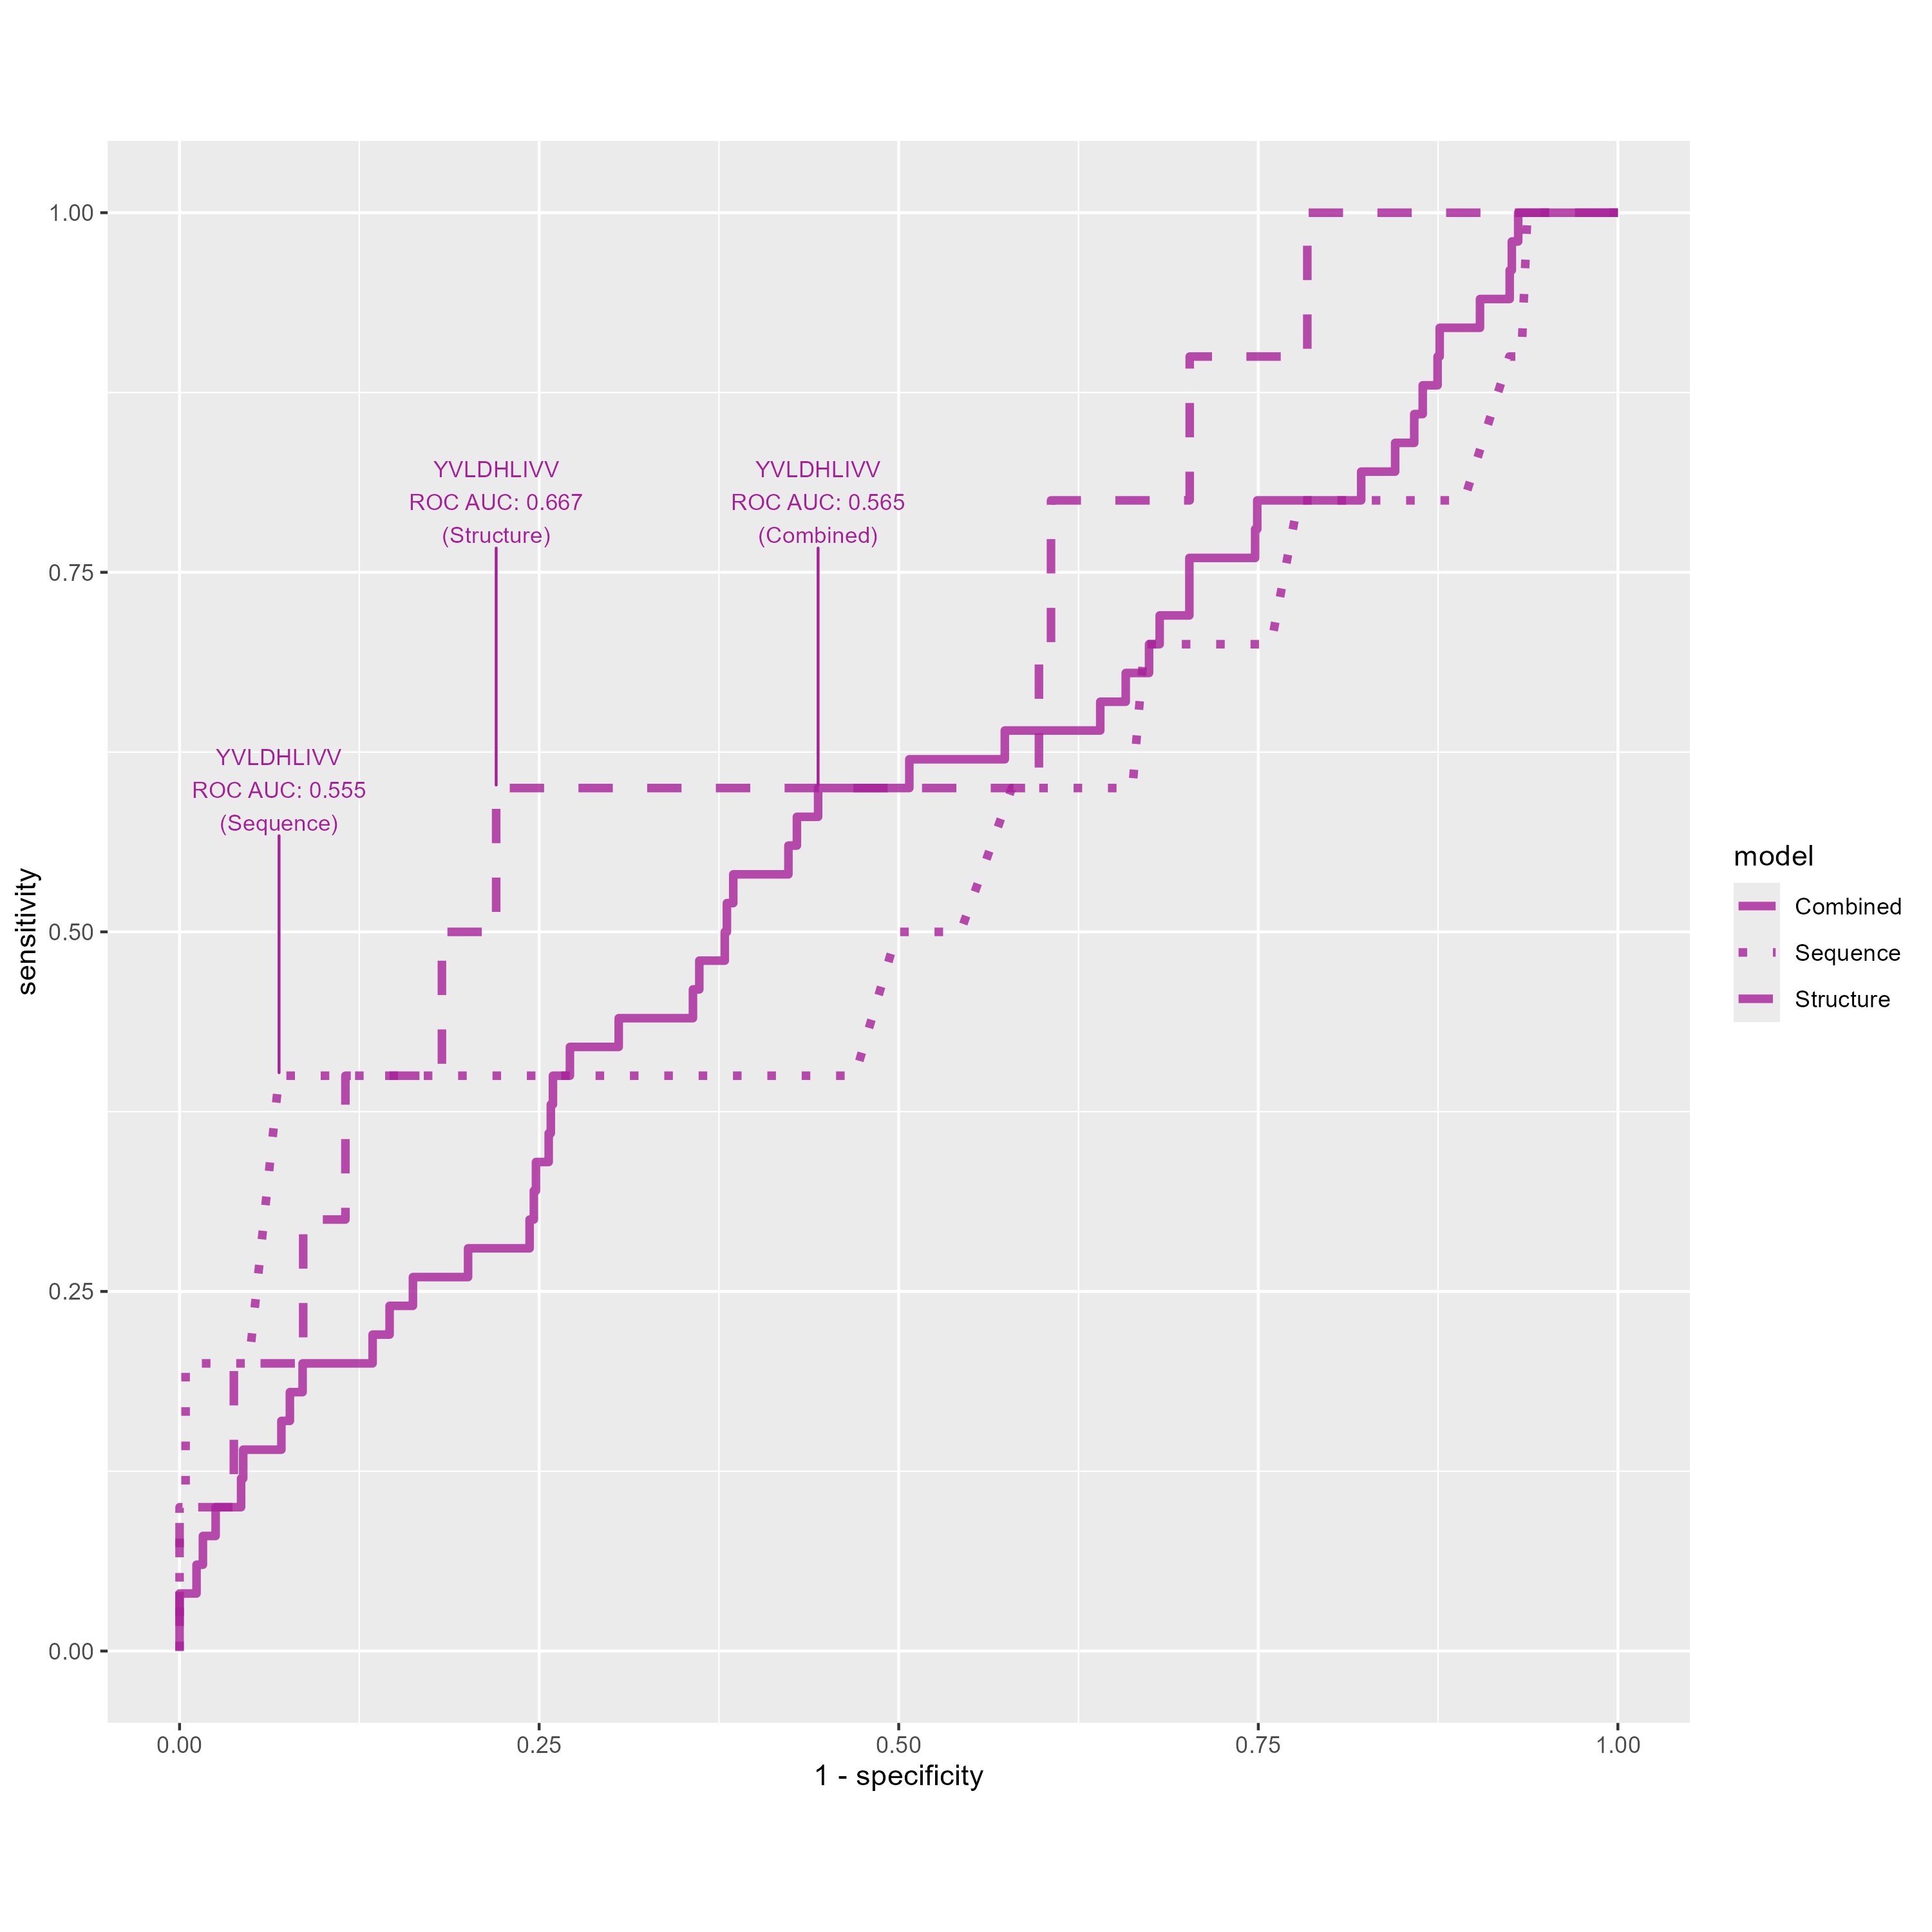 YVLDHLIVV
ROC AUC: 0.667
(Structure)
YVLDHLIVV
ROC AUC: 0.565
(Combined)
YVLDHLIVV
ROC AUC: 0.555
(Sequence)
1.00
0.75
0.50
0.25
0.00
sensitivity
0.00
0.25
0.50
0.75
1.00
1 - specificity
model
Combined
Sequence
Structure